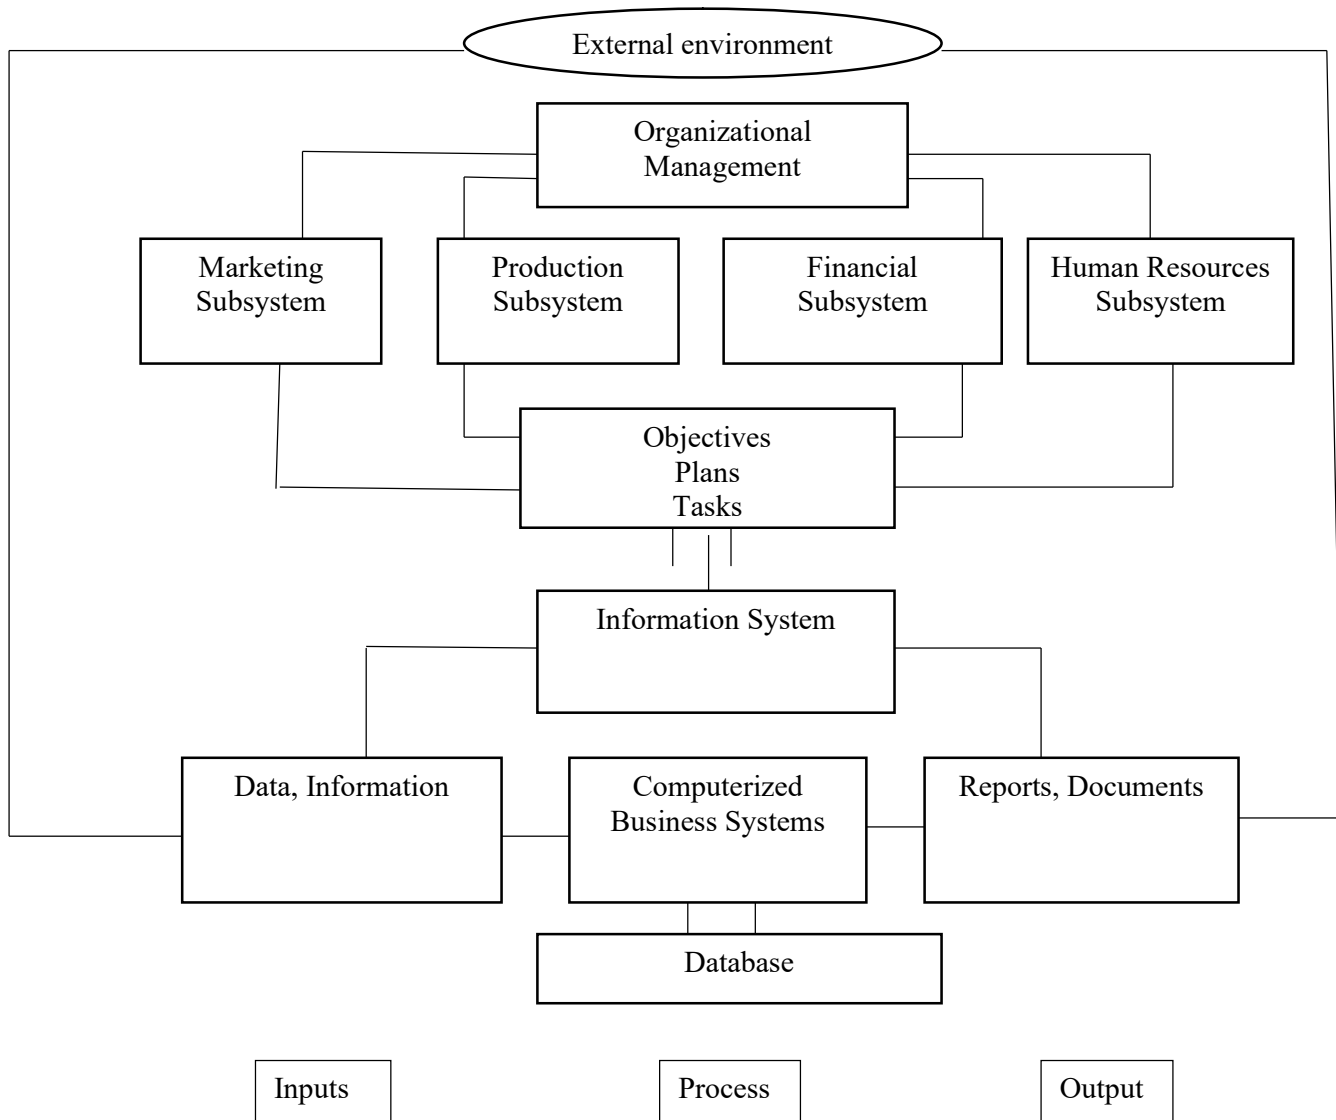 External environment
Organizational
Management
Marketing
Subsystem
Production
Subsystem
Financial
Subsystem
Human Resources
Subsystem
Objectives
Plans
Tasks
Information System
Data, Information
Computerized
Business Systems
Reports, Documents
Database
Inputs
Process
Output